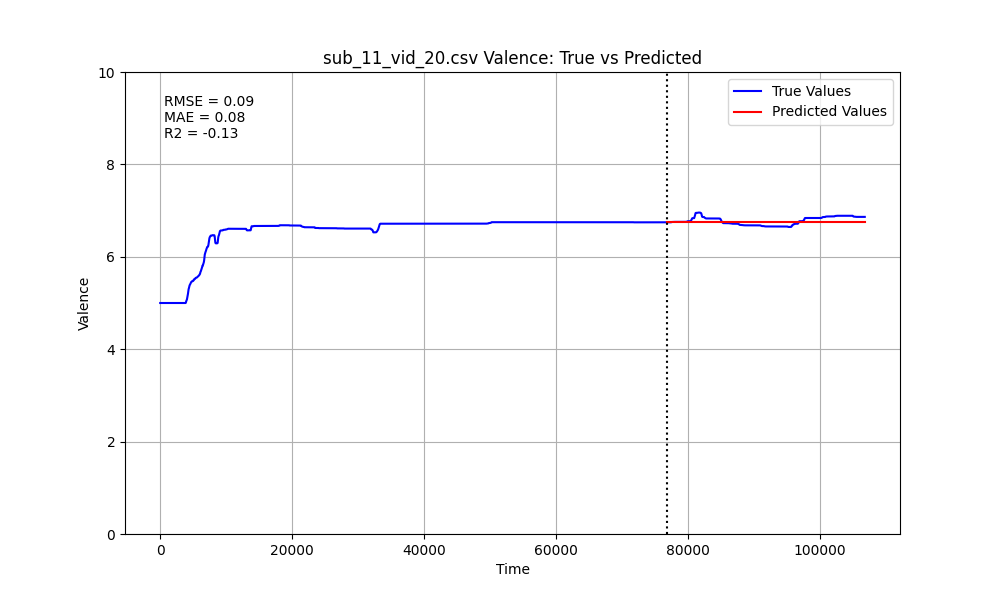 sub_11_vid_20.csv Valence: True vs Predicted
RMSE = 0.09
MAE = 0.08
R2 = -0.13
True Values
Predicted Values
Valence
10
8
6
4
2
0
0 20000 40000 60000 80000 100000
Time